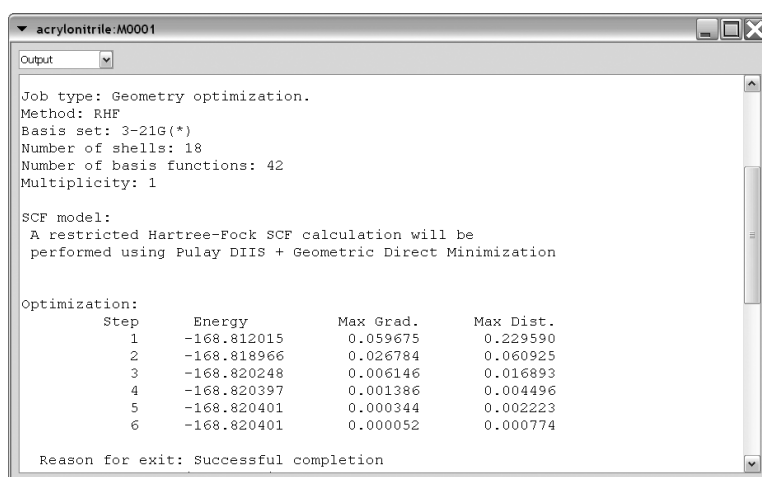 acrylonitrile:M0001
Output
Job type: Geometry optimization.
Method: RHF
Basis set: 3-21G(*)
Number of shells: 18
Number of basis functions: 42
Multiplicity: 1
SCF model:
A restricted Hartree-Fock SCF calculation will be
performed using Pulay DIIS + Geometric Direct Minimization
Optimization:
Step Energy Max Grad. Max Dist.
1 -168.812015 0.059675 0.229590
2 -168.818966 0.026784 0.060925
3 -168.820248 0.006146 0.016893
4 -168.820397 0.001386 0.004496
5 -168.820401 0.000344 0.002223
6 -168.820401 0.000052 0.000774
Reason for exit: Successful completion